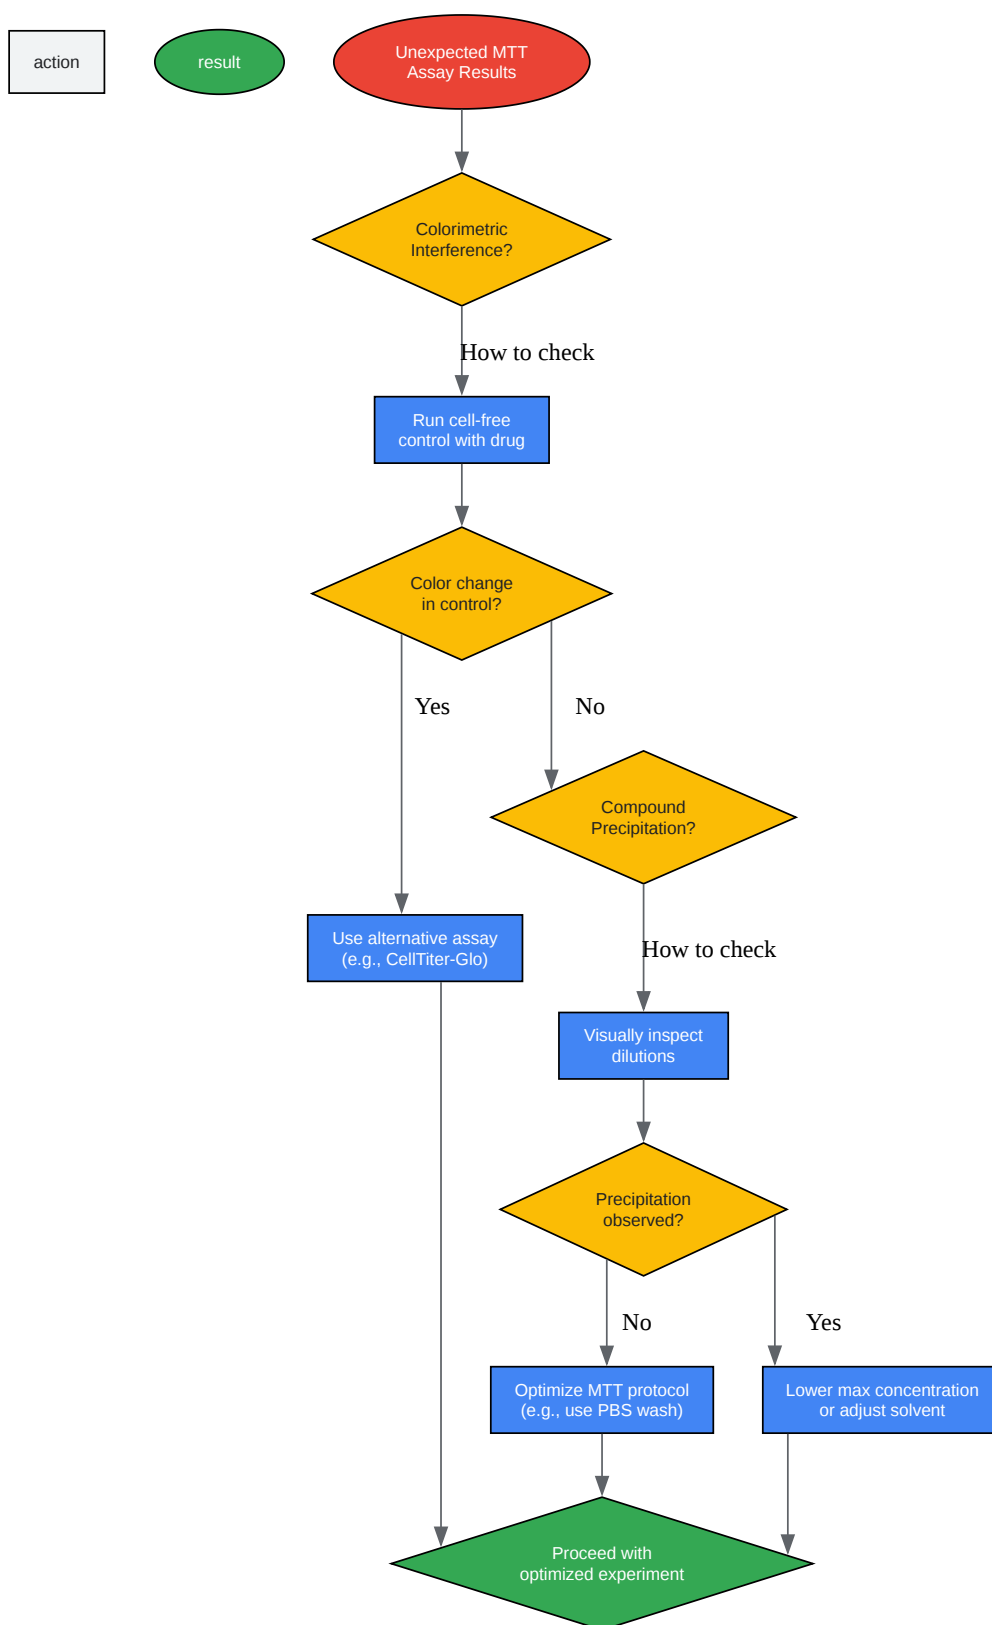 action
result
Unexpected MTT
Assay Results
Colorimetric
Interference?
How to check
Run cell-free
control with drug
Color change
in control?
Yes
No
Compound
Precipitation?
Use alternative assay
(e.g., CellTiter-Glo)
How to check
Visually inspect
dilutions
Precipitation
observed?
No
Yes
Optimize MTT protocol
(e.g., use PBS wash)
Lower max concentration
or adjust solvent
Proceed with
optimized experiment